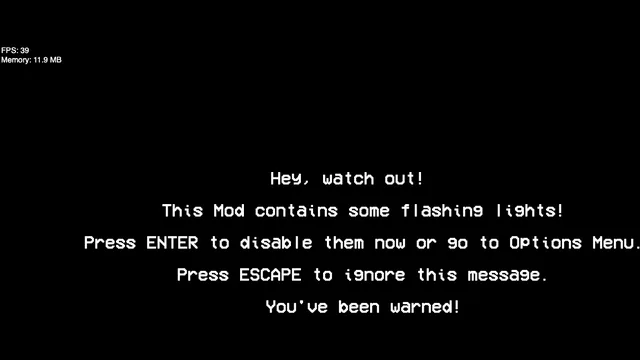 FPS: 39
Memory: 11.9 MB
Hey, watch out!
This Mod contains some flashing lights!
Press ENTER to disable them now or go to Options Menu.
Press ESCAPE to ignore this message.
You've been warned!